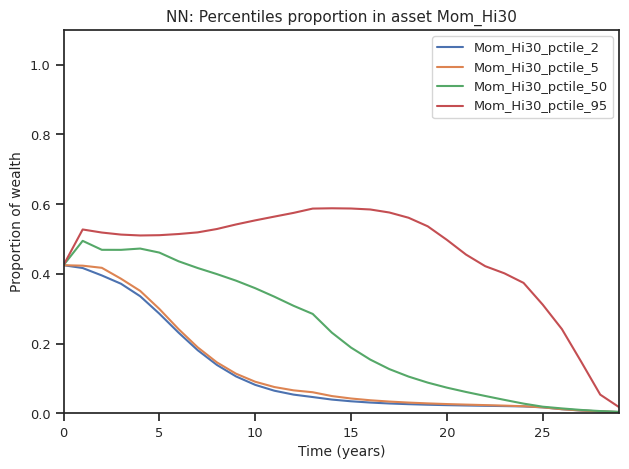 NN: Percentiles proportion in asset Mom_Hi30
Mom_Hi30_pctile_2
Mom_Hi30_pctile_5
Mom_Hi30_pctile_50
Mom_Hi30_pctile_95
Proportion of wealth
1.0
0.8
0.6
0.4
0.2
0.0
0 5 10 15 20 25
Time (years)